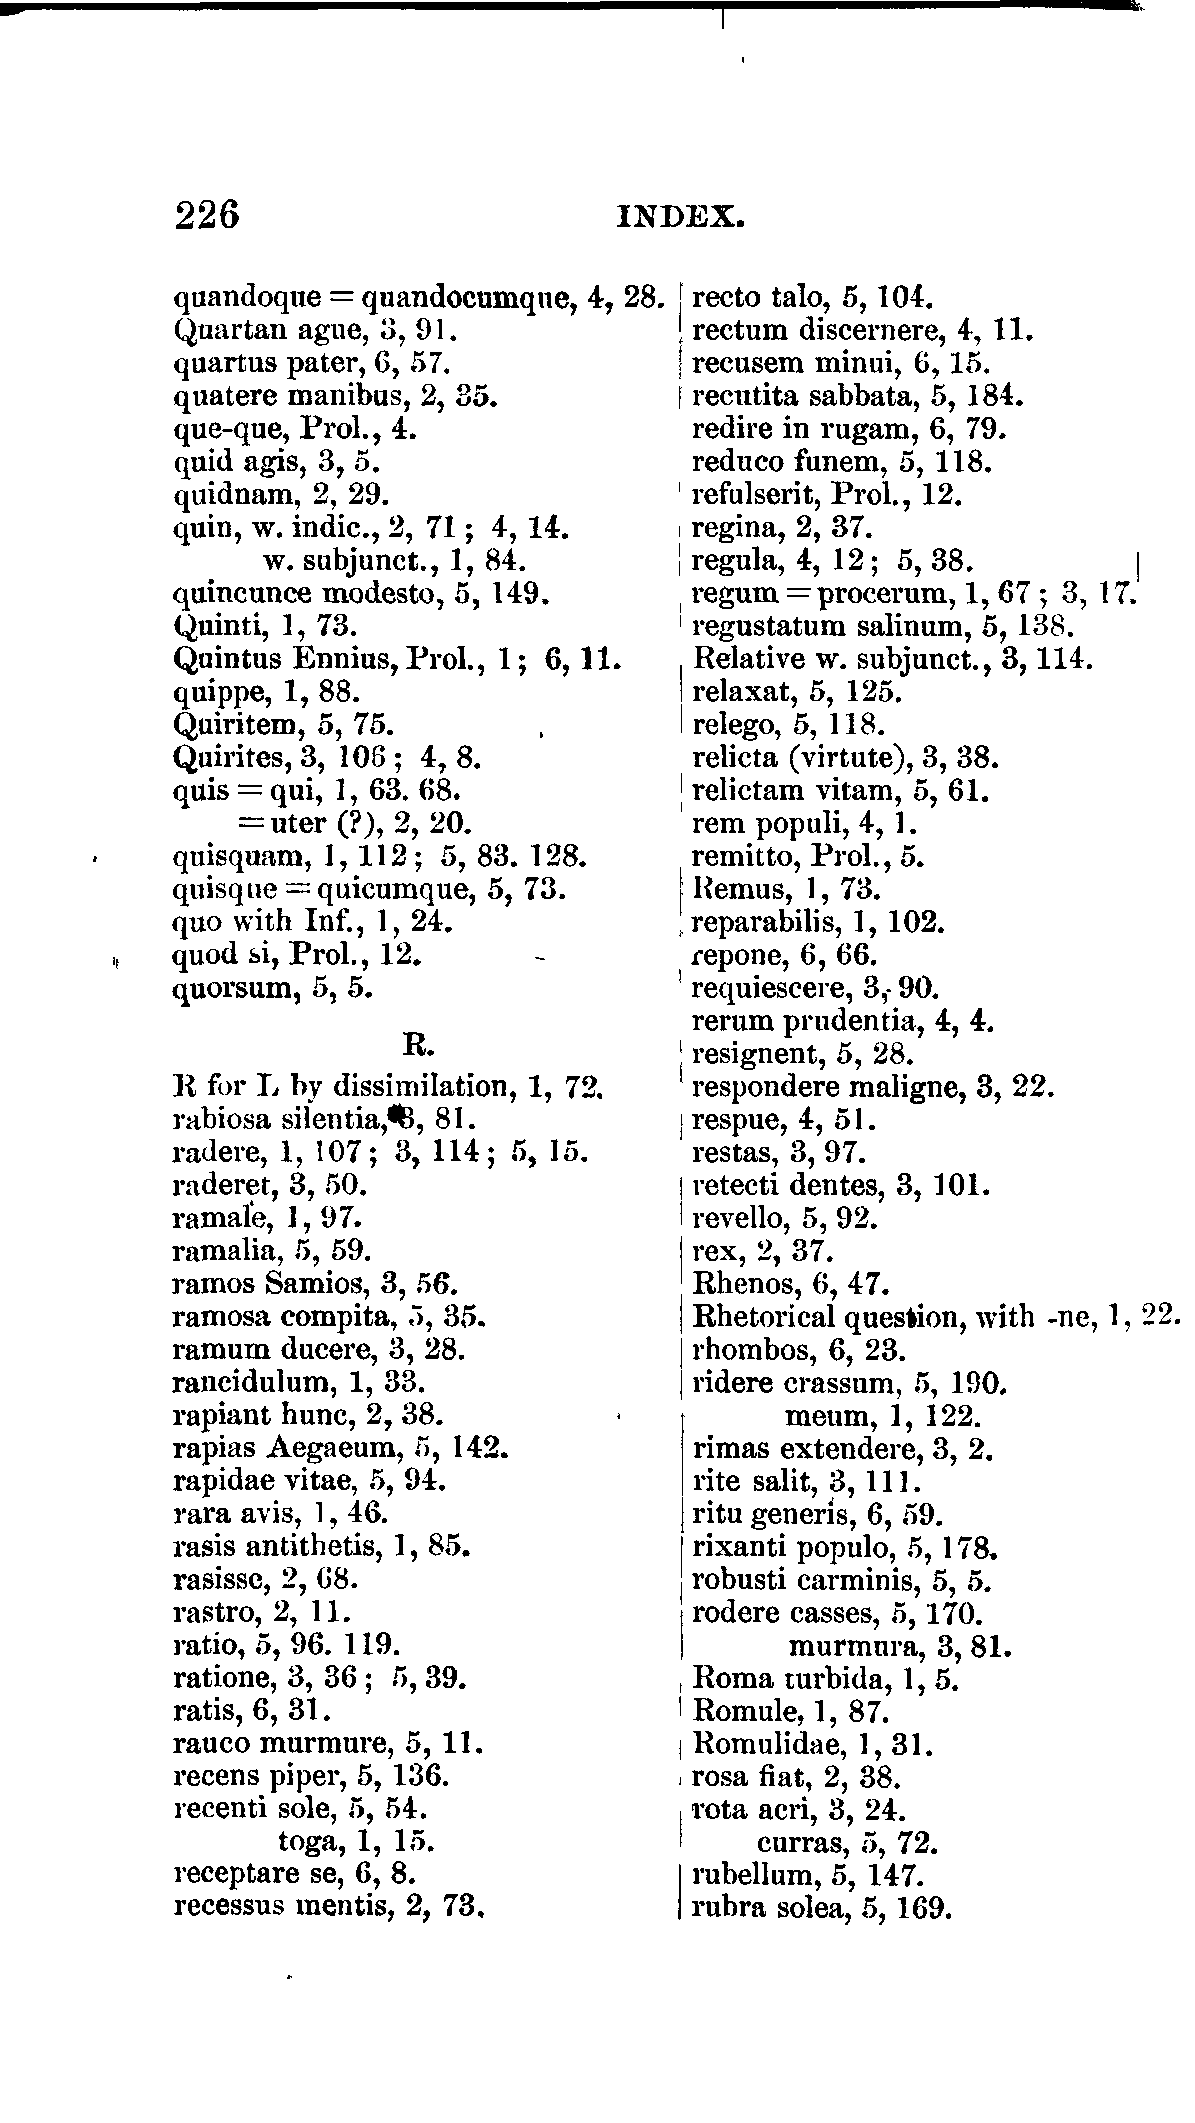 226 INDEX.
quandoque = quandocumque, 4, 28.
Quartan ague, 3, 91.
quartus pater, 6, 57.
quatere manibus, 2, 35.
que-que, Prol., 4.
quid agis, 3, 5.
quidnam, 2, 29.
quin, w. indic., 2, 71; 4, 14.
w. subjunct., 1, 84.
quincunce modesto, 5, 149.
Quinti, 1, 73.
Quintus Ennius, Prol., 1; 6, 11.
quippe, 1, 88.
Quiritem, 5, 75.
Quirites, 3, 106; 4, 8.
quis = qui, 1, 63. 68.
= uter (?), 2, 20.
quisquam, 1, 112; 5, 83. 128.
quisque = quicumque, 5, 73.
quo with Inf., 1, 24.
quod si, Prol., 12.
quorsum, 5, 5.
R.
R for L by dissimilation, 1, 72.
rabiosa silentia, 3, 81.
radere, 1, 107; 3, 114; 5, 15.
raderet, 3, 50.
ramale, 1, 97.
ramalia, 5, 59.
ramos Samios, 3, 56.
ramosa compita, 5, 35.
ramum ducere, 3, 28.
rancidulum, 1, 33.
rapiant hunc, 2, 38.
rapias Aegaeum, 5, 142.
rapidae vitae, 5, 94.
rara avis, 1, 46.
rasis antithetis, 1, 85.
rasisse, 2, 68.
rastro, 2, 11.
ratio, 5, 96. 119.
ratione, 3, 36; 5, 39.
ratis, 6, 31.
rauco murmure, 5, 11.
recens piper, 5, 136.
recenti sole, 5, 54.
toga, 1, 15.
receptare se, 6, 8.
recessus mentis, 2, 73.
recto talo, 5, 104.
rectum discernere, 4, 11.
recusem minui, 6, 15.
recutita sabbata, 5, 184.
redire in rugam, 6, 79.
reduco funem, 5, 118.
refulserit, Prol., 12.
regina, 2, 37.
regula, 4, 12; 5, 38.
regum = procerum, 1, 67; 3, 17.
regustatum salinum, 5, 138.
Relative w. subjunct., 3, 114.
relaxat, 5, 125.
relego, 5, 118.
relicta (virtute), 3, 38.
relictam vitam, 5, 61.
rem populi, 4, 1.
remitto, Prol., 5.
Remus, 1, 73.
reparabilis, 1, 102.
repone, 6, 66.
requiescere, 3, 90.
rerum prudentia, 4, 4.
resignent, 5, 28.
respondere maligne, 3, 22.
respue, 4, 51.
restas, 3, 97.
retecti dentes, 3, 101.
revello, 5, 92.
rex, 2, 37.
Rhenos, 6, 47.
Rhetorical question, with -ne, 1, 22.
rhombos, 6, 23.
ridere crassum, 5, 190.
meum, 1, 122.
rimas extendere, 3, 2.
rite salit, 3, 111.
ritu generis, 6, 59.
rixanti populo, 5, 178.
robusti carminis, 5, 5.
rodere casses, 5, 170.
murmura, 3, 81.
Roma turbida, 1, 5.
Romule, 1, 87.
Romulidae, 1, 31.
rosa fiat, 2, 38.
rota acri, 3, 24.
curras, 5, 72.
rubellum, 5, 147.
rubra solea, 5, 169.